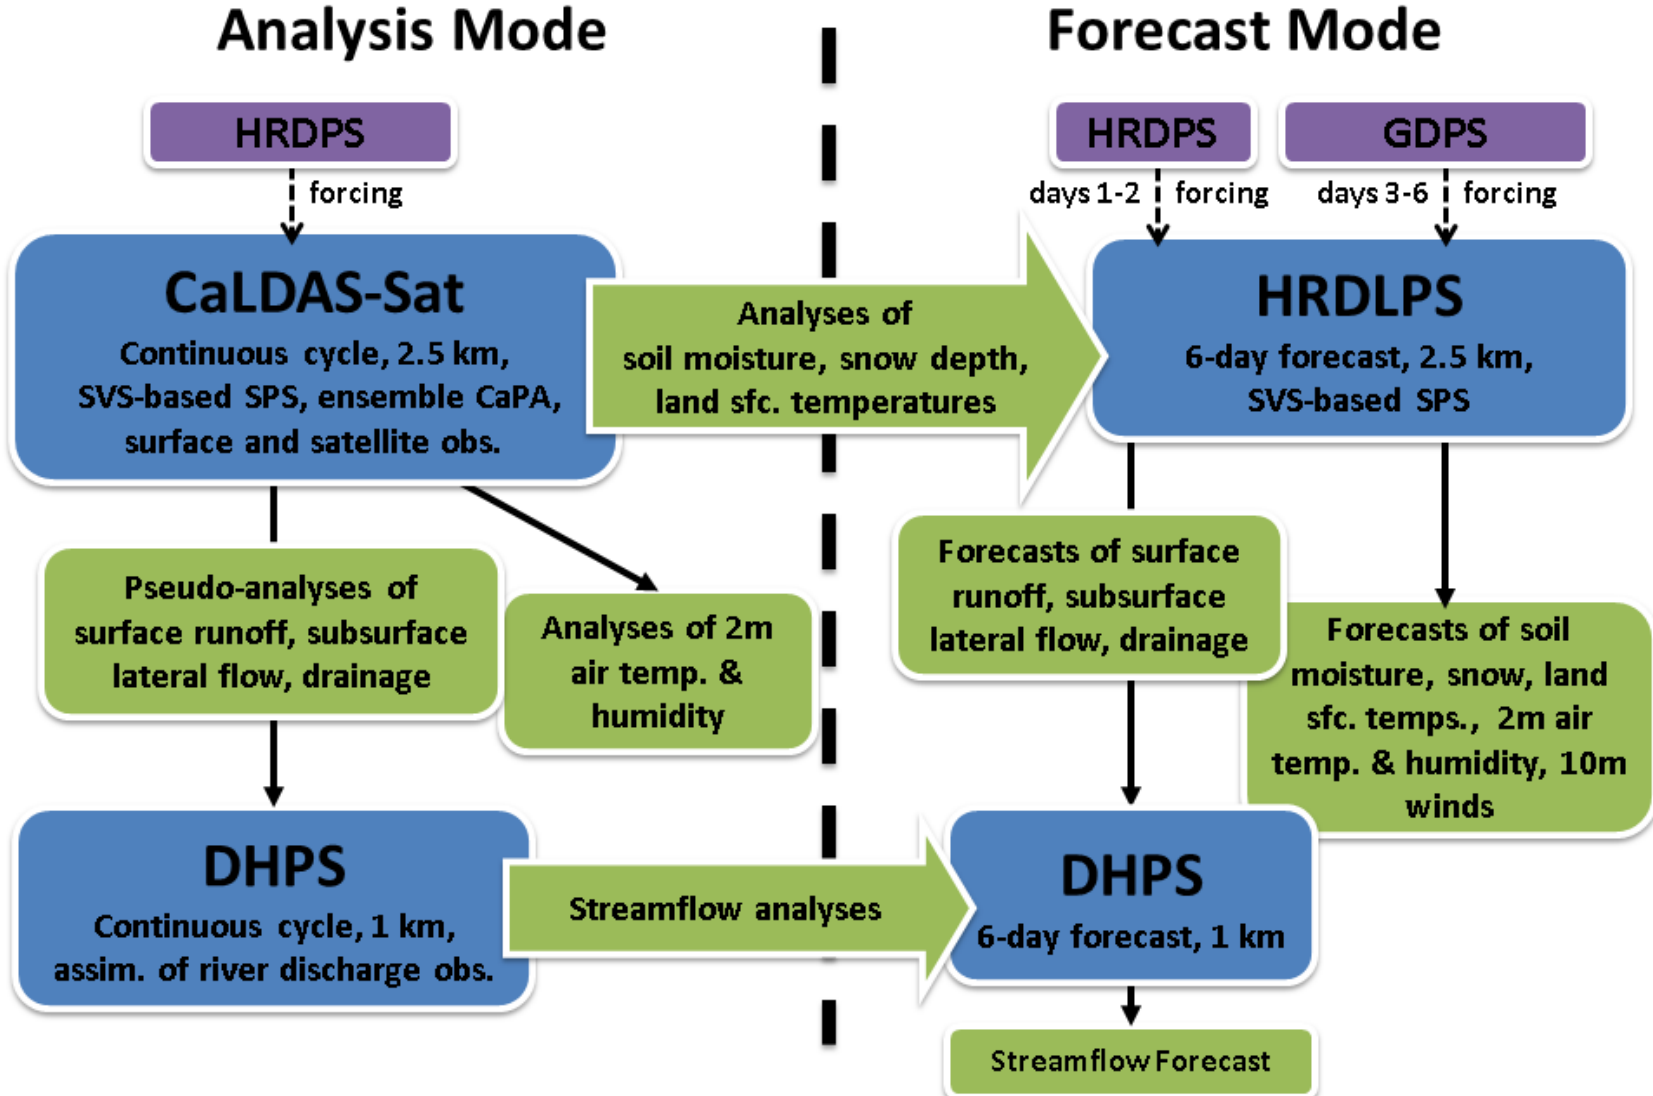 Analysis Mode
Forecast Mode
HRDPS
forcing
CaLDAS-Sat
Continuous cycle, 2.5 km,
SVS-based SPS, ensemble CaPA,
surface and satellite obs.
Analyses of
soil moisture, snow depth,
land sfc. temperatures
HRDPS
GDPS
days 1-2 forcing
days 3-6 forcing
HRDLPS
6-day forecast, 2.5 km,
SVS-based SPS
Pseudo-analyses of
surface runoff, subsurface
lateral flow, drainage
Analyses of 2m
air temp. &
humidity
Forecasts of surface
runoff, subsurface
lateral flow, drainage
Forecasts of soil
moisture, snow, land
sfc. temps., 2m air
temp. & humidity, 10m
winds
DHPS
Continuous cycle, 1 km,
assim. of river discharge obs.
Streamflow analyses
DHPS
6-day forecast, 1 km
Streamflow Forecast